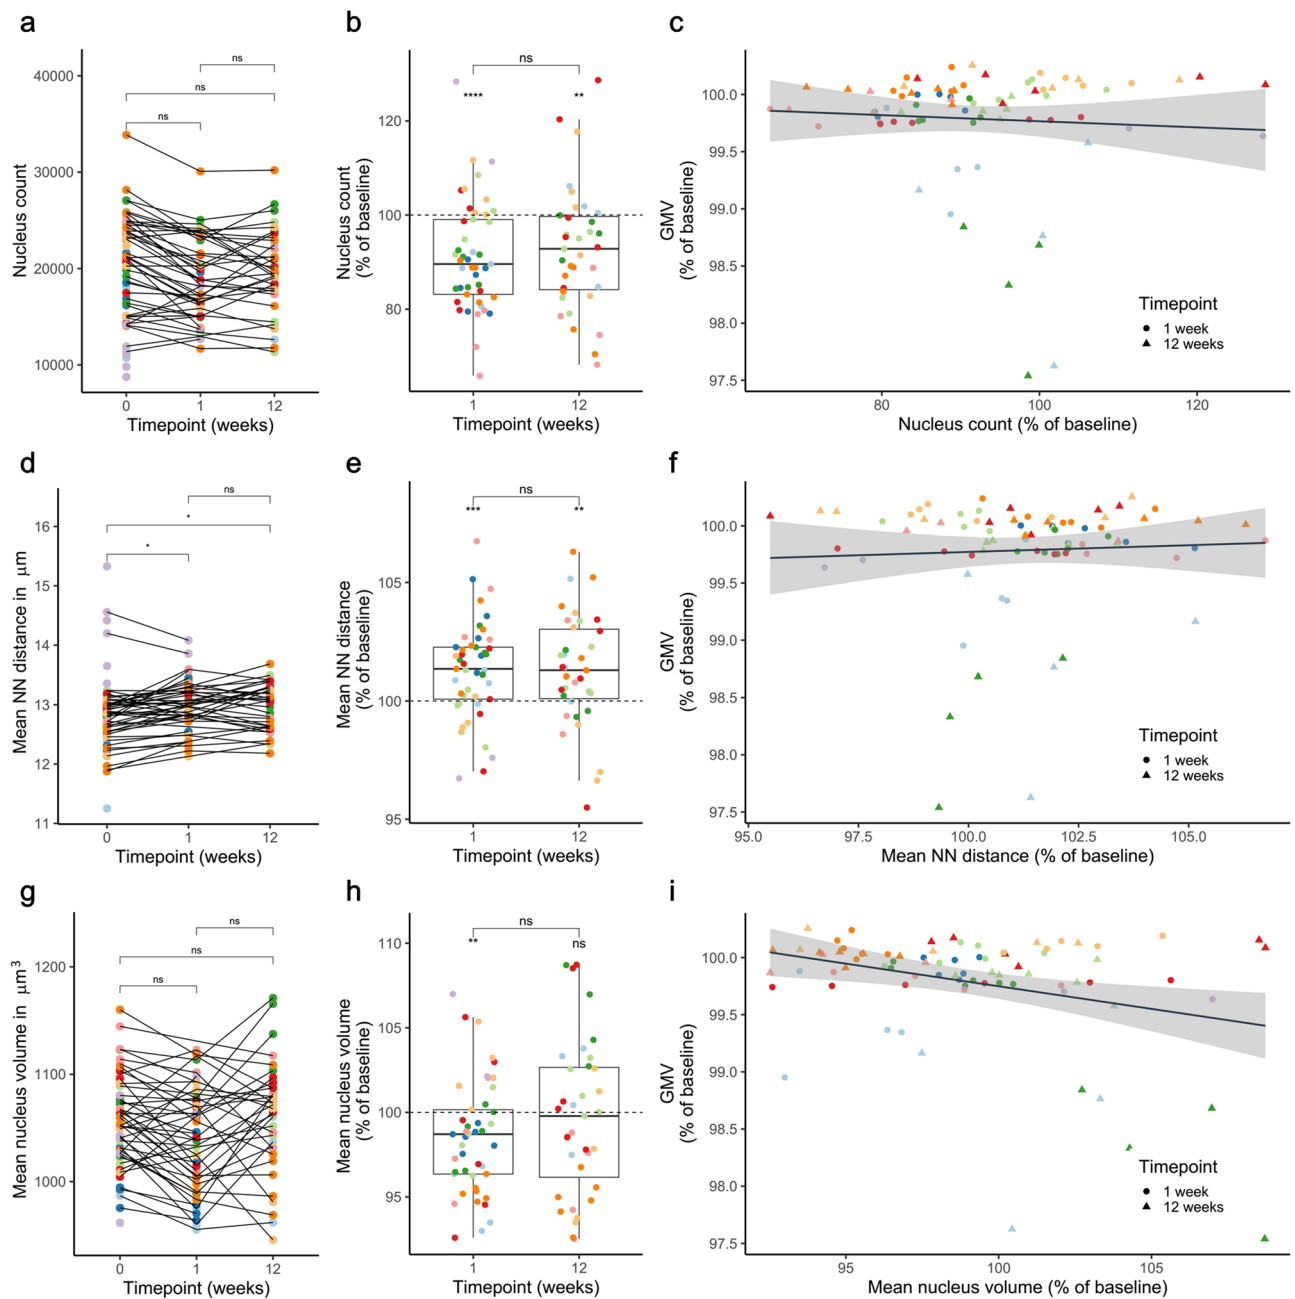 a
40000
30000
20000
10000
Nucleus count
ns
ns
ns
0
1
12
Timepoint (weeks)
b
120
100
80
Nucleus count
(% of baseline)
ns
****
**
1
12
Timepoint (weeks)
c
100.0
99.5
99.0
98.5
98.0
97.5
GMV
(% of baseline)
Timepoint
1 week
12 weeks
80
100
120
Nucleus count (% of baseline)
d
16
15
14
13
12
11
Mean NN distance in μm
ns
*
*
0
1
12
Timepoint (weeks)
e
105
100
95
Mean NN distance
(% of baseline)
ns
***
**
1
12
Timepoint (weeks)
f
100.0
99.5
99.0
98.5
98.0
97.5
GMV
(% of baseline)
Timepoint
1 week
12 weeks
95.0
97.5
100.0
102.5
105.0
Mean NN distance (% of baseline)
g
1200
1100
1000
Mean nucleus volume in μm³
ns
ns
ns
0
1
12
Timepoint (weeks)
h
110
105
100
95
Mean nucleus volume
(% of baseline)
ns
**
ns
1
12
Timepoint (weeks)
i
100.0
99.5
99.0
98.5
98.0
97.5
GMV
(% of baseline)
Timepoint
1 week
12 weeks
95
100
105
Mean nucleus volume (% of baseline)